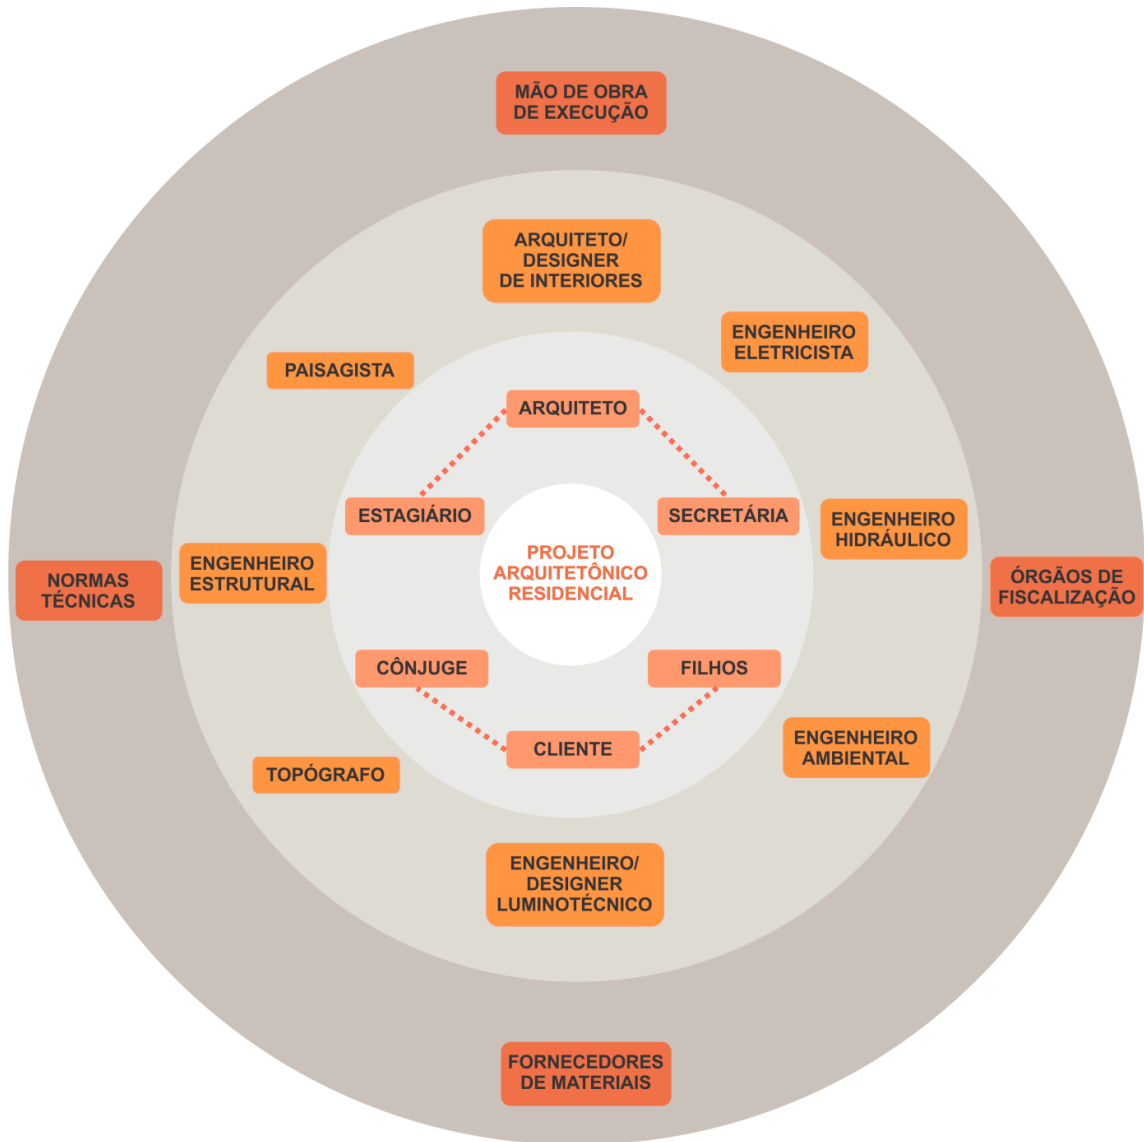 MÃO DE OBRA
DE EXECUÇÃO
ARQUITETO/
DESIGNER
DE INTERIORES
ENGENHEIRO
ELETRICISTA
PAISAGISTA
ARQUITETO
ESTAGIÁRIO
SECRETÁRIA
ENGENHEIRO
HIDRÁULICO
PROJETO
ARQUITETÔNICO
RESIDENCIAL
ENGENHEIRO
ESTRUTURAL
NORMAS
TÉCNICAS
ÓRGÃOS DE
FISCALIZAÇÃO
CÔNJUGE
FILHOS
CLIENTE
ENGENHEIRO
AMBIENTAL
TOPÓGRAFO
ENGENHEIRO/
DESIGNER
LUMINOTÉCNICO
FORNECEDORES
DE MATERIAIS